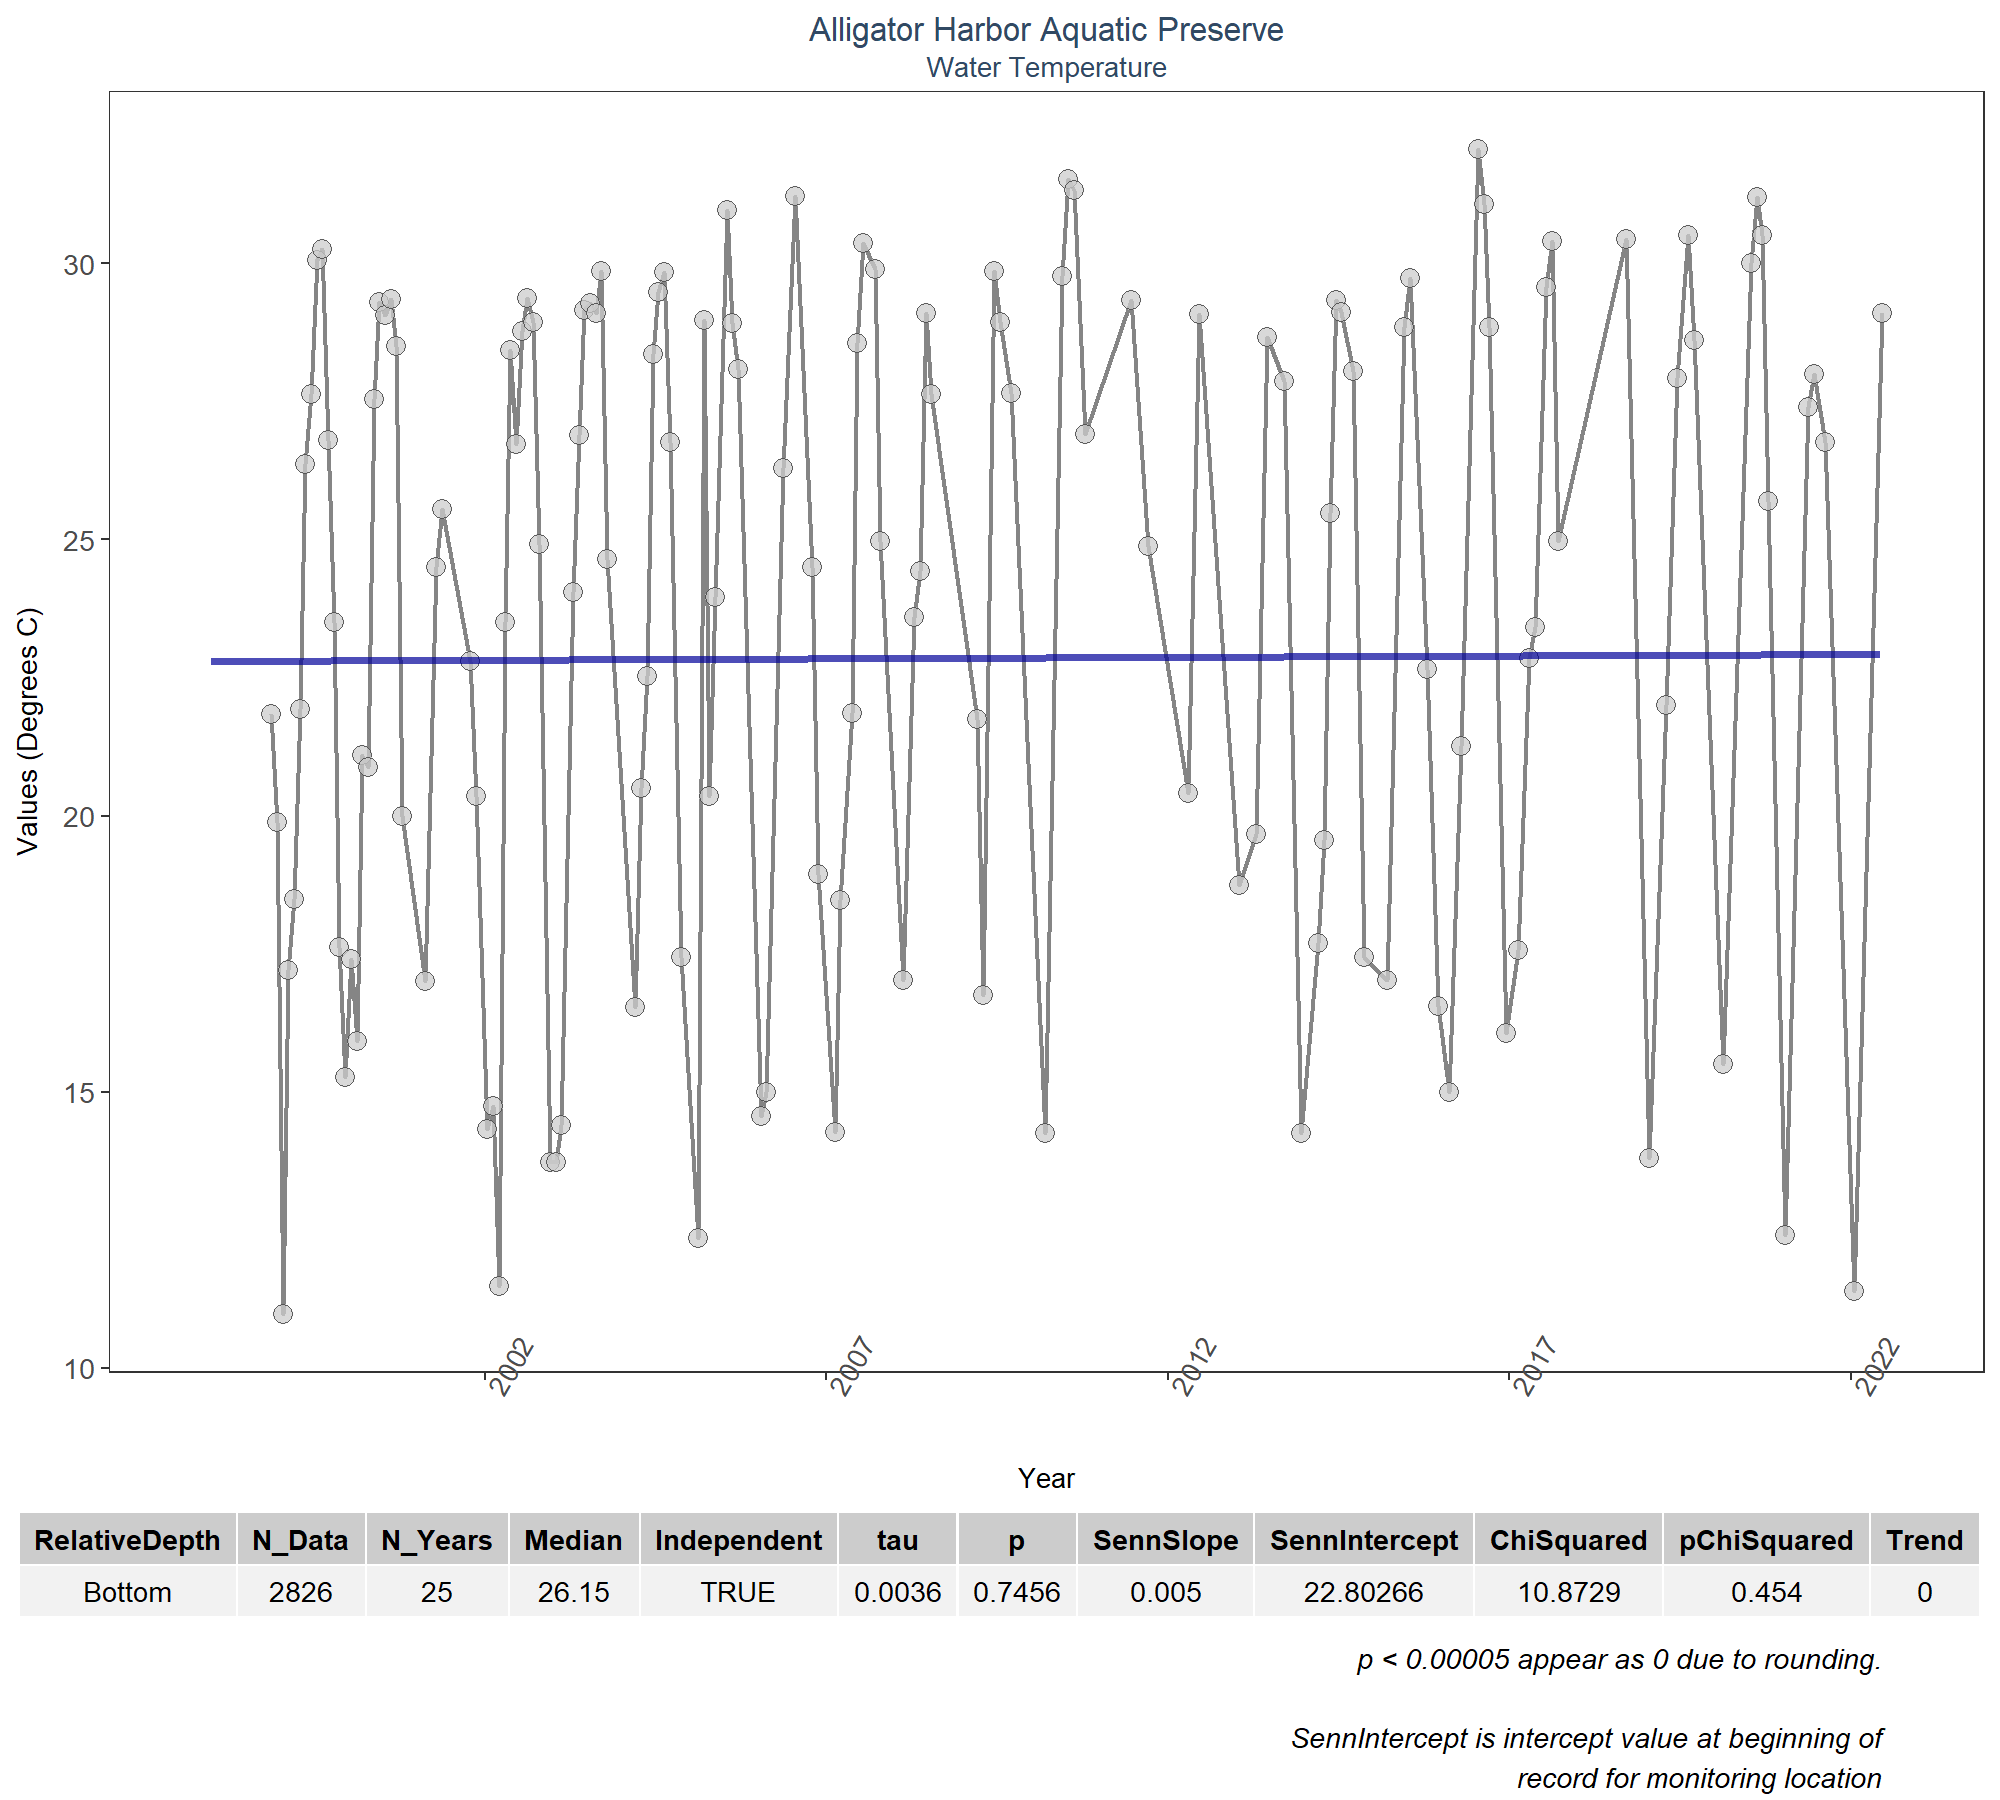 Alligator Harbor Aquatic Preserve
Water Temperature
Values (Degrees C)
30
25
20
15
10
2002 2007 2012 2017 2022
Year
RelativeDepth N_Data N_Years Median Independent tau p SennSlope SennIntercept ChiSquared pChiSquared Trend
Bottom 2826 25 26.15 TRUE 0.0036 0.7456 0.005 22.80266 10.8729 0.454 0
p < 0.00005 appear as 0 due to rounding.
SennIntercept is intercept value at beginning of
record for monitoring location